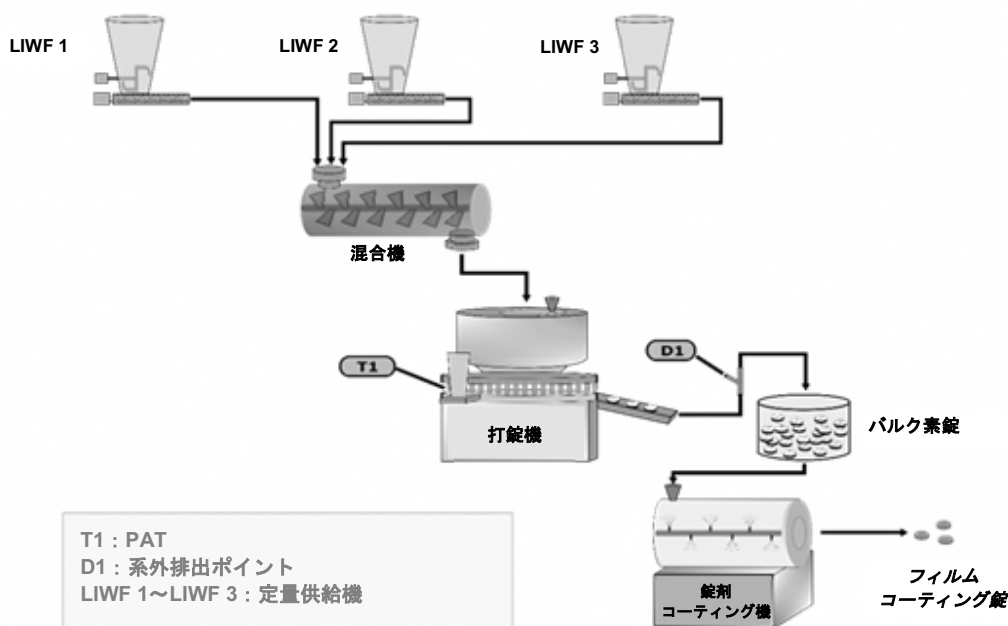 LIWF 1
LIWF 2
LIWF 3
混合機
T1
D1
打錠機
バルク素錠
T1：PAT
D1：系外排出ポイント
LIWF 1～LIWF 3：定量供給機
錠剤
コーティング機
フィルム
コーティング錠